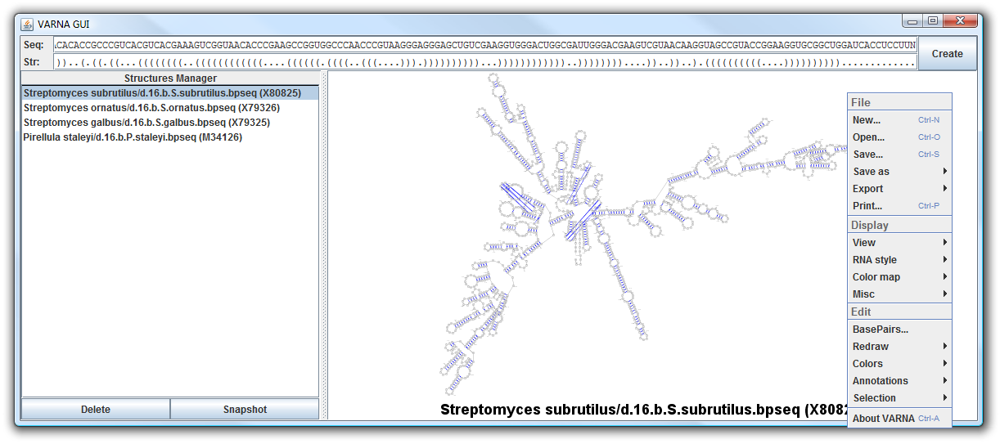 VARNA GUI
Seq: ACACACCGCCCGTCACGTCACGAAAGTCGGTAACACCCGAAGCCGGTGGCCCAACCCGTAAGGGAGGGAGCTGTCGAAGGTGGGACTGGCGATTGGGACGAAGTCGTAACAAGGTAGCCGTACCGGAAGGTGCGGCTGGATCACCTCCTTUN
Str: ))..(.((.((...((((((((..((((((((((((....((((((.((((..(((....)))).))))))))))...))))))))))))..))))))))....))..))..).((((((((((....)))))))))).............
Create
Structures Manager
Streptomyces subrutilus/d.16.b.S.subrutilus.bpseq (X80825)
Streptomyces ornatus/d.16.b.S.ornatus.bpseq (X79326)
Streptomyces galbus/d.16.b.S.galbus.bpseq (X79325)
Pirellula staleyi/d.16.b.P.staleyi.bpseq (M34126)
Delete
Snapshot
Streptomyces subrutilus/d.16.b.S.subrutilus.bpseq (X8082
File
New... Ctrl-N
Open... Ctrl-O
Save... Ctrl-S
Save as
Export
Print... Ctrl-P
Display
View
RNA style
Color map
Misc
Edit
BasePairs...
Redraw
Colors
Annotations
Selection
About VARNA Ctrl-A